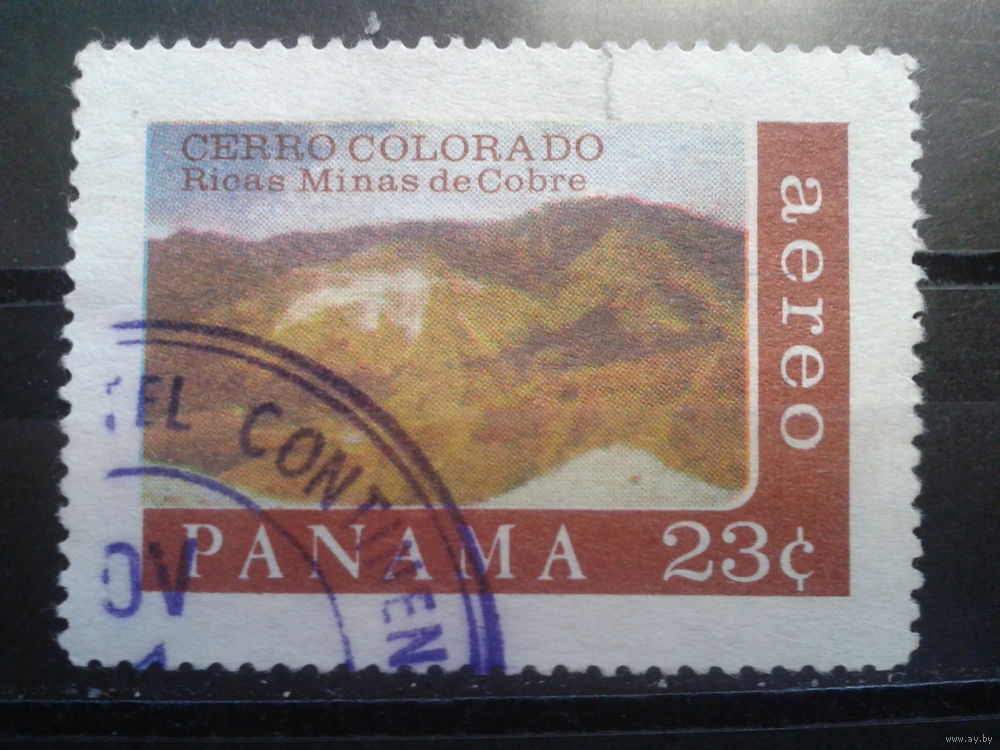 CERRO COLORADO
Ricas Minas de Cobre
aereo
PANAMA 23¢
EL CONTINEN
OV
www.ay.by